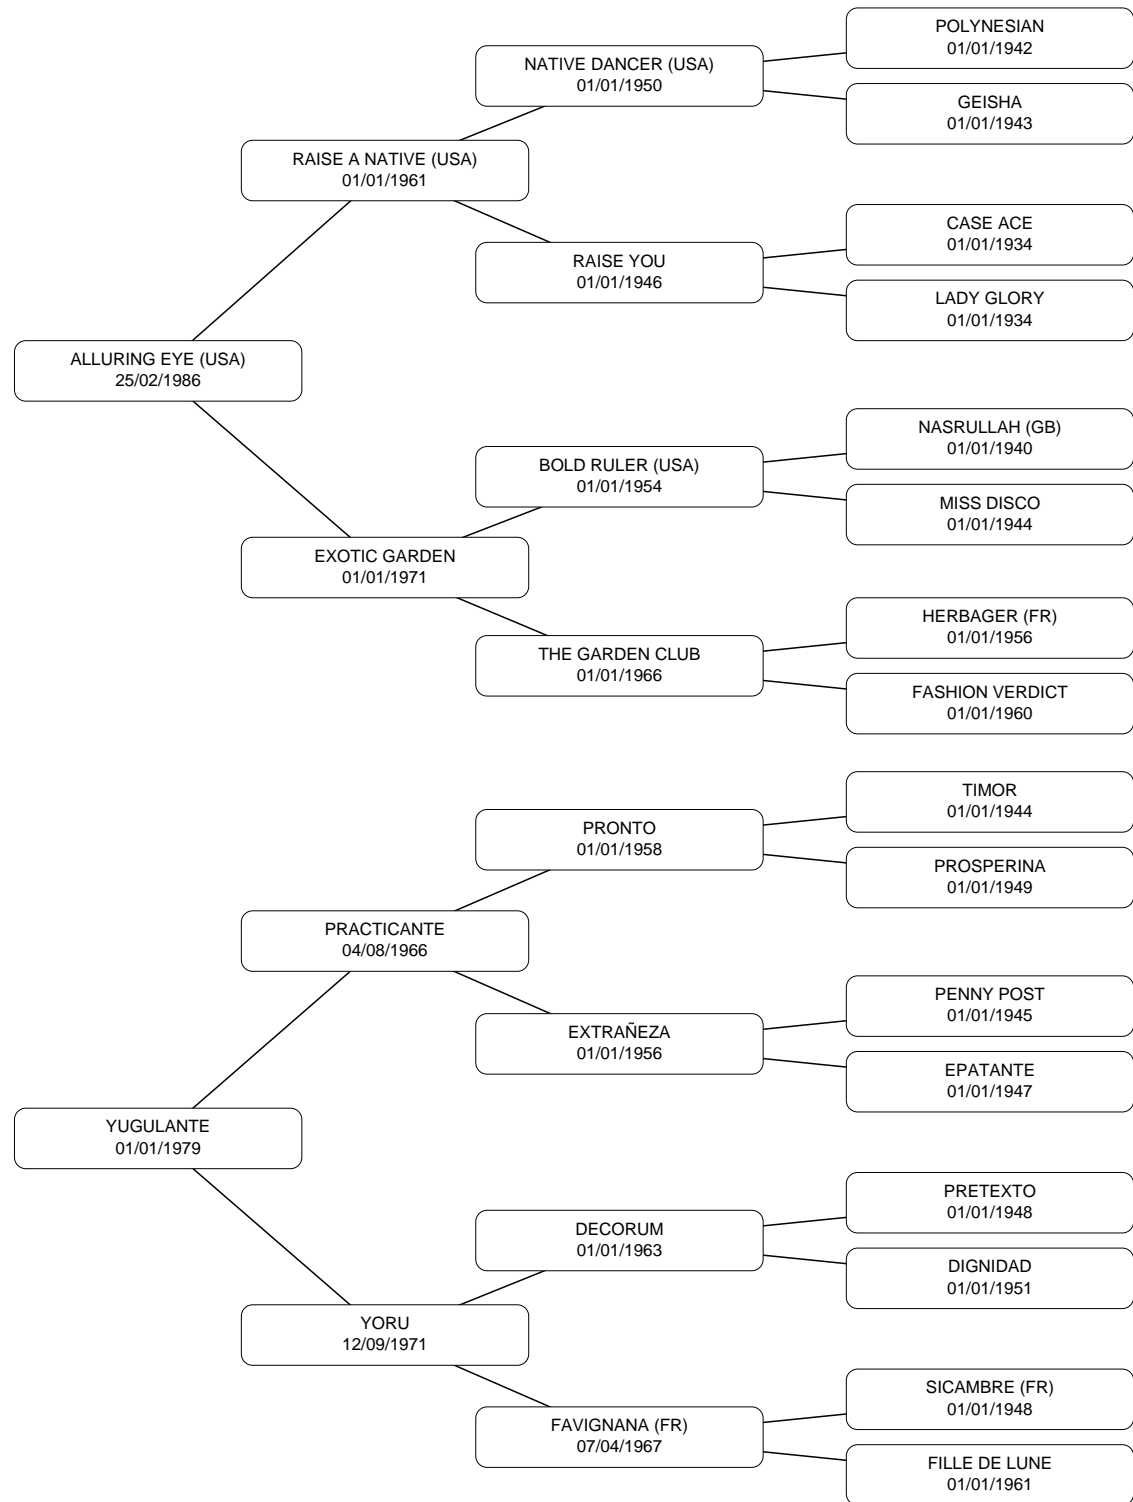 POLYNESIAN
01/01/1942
NATIVE DANCER (USA)
01/01/1950
GEISHA
01/01/1943
RAISE A NATIVE (USA)
01/01/1961
CASE ACE
01/01/1934
RAISE YOU
01/01/1946
LADY GLORY
01/01/1934
ALLURING EYE (USA)
25/02/1986
NASRULLAH (GB)
01/01/1940
BOLD RULER (USA)
01/01/1954
MISS DISCO
01/01/1944
EXOTIC GARDEN
01/01/1971
HERBAGER (FR)
01/01/1956
THE GARDEN CLUB
01/01/1966
FASHION VERDICT
01/01/1960
TIMOR
01/01/1944
PRONTO
01/01/1958
PROSPERINA
01/01/1949
PRACTICANTE
04/08/1966
PENNY POST
01/01/1945
EXTRAÑEZA
01/01/1956
EPATANTE
01/01/1947
YUGULANTE
01/01/1979
PRETEXTO
01/01/1948
DECORUM
01/01/1963
DIGNIDAD
01/01/1951
YORU
12/09/1971
SICAMBRE (FR)
01/01/1948
FAVIGNANA (FR)
07/04/1967
FILLE DE LUNE
01/01/1961